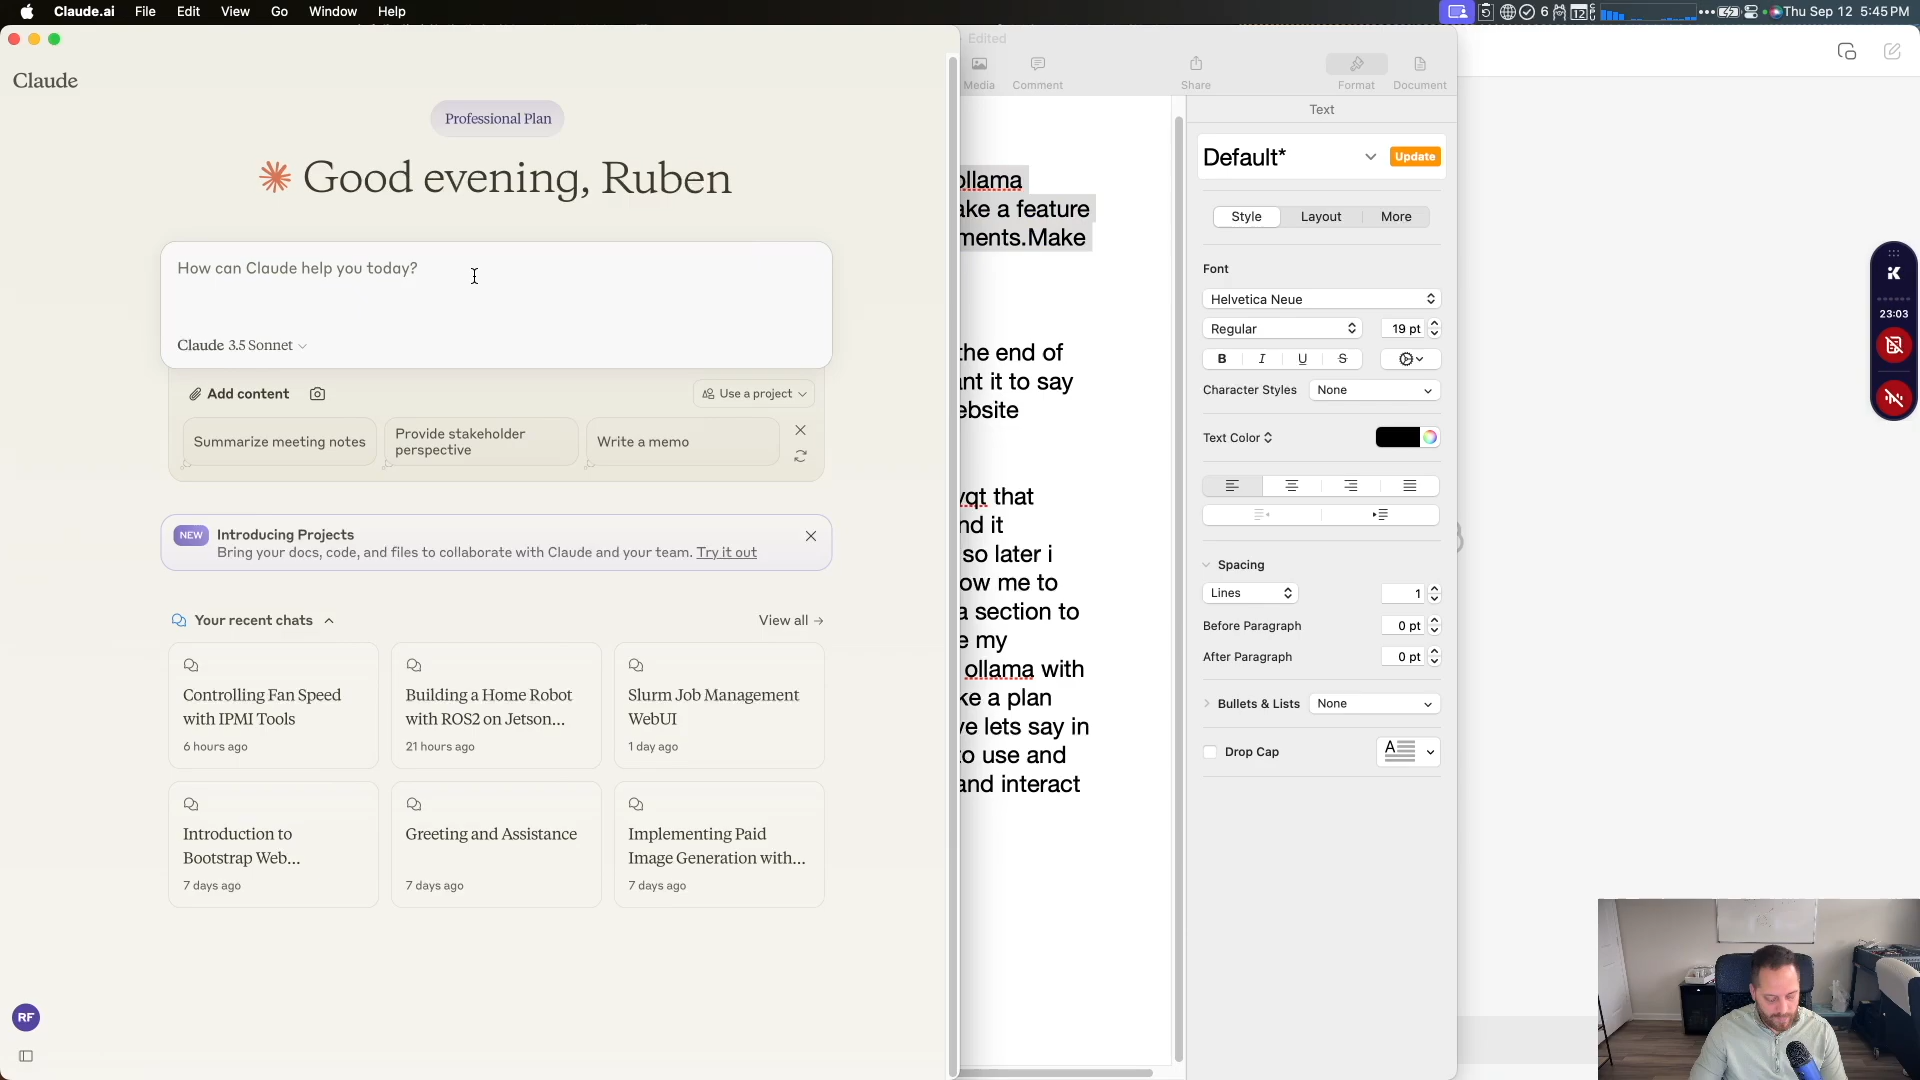 Claude.ai File Edit View Go Window Help
6
Thu Sep 12 5:45 PM
Edited
Media Comment Share Format Document
Claude
Professional Plan
Good evening, Ruben
How can Claude help you today?
Claude 3.5 Sonnet
Add content
Use a project
Summarize meeting notes
Provide stakeholder
perspective
Write a memo
NEW
Introducing Projects
Bring your docs, code, and files to collaborate with Claude and your team. Try it out
Your recent chats
View all →
Controlling Fan Speed
with IPMI Tools
6 hours ago
Building a Home Robot
with ROS2 on Jetson...
21 hours ago
Slurm Job Management
WebUI
1 day ago
Introduction to
Bootstrap Web...
7 days ago
Greeting and Assistance
7 days ago
Implementing Paid
Image Generation with...
7 days ago
RF
ollama
ake a feature
ments.Make
the end of
ant it to say
ebsite
yqt that
nd it
so later i
ow me to
a section to
e my
ollama with
ke a plan
ve lets say in
to use and
and interact
Text
Default*
Update
Style Layout More
Font
Helvetica Neue
Regular 19 pt
B I U S
Character Styles None
Text Color
Spacing
Lines 1
Before Paragraph 0 pt
After Paragraph 0 pt
Bullets & Lists None
Drop Cap
A
K
23:03